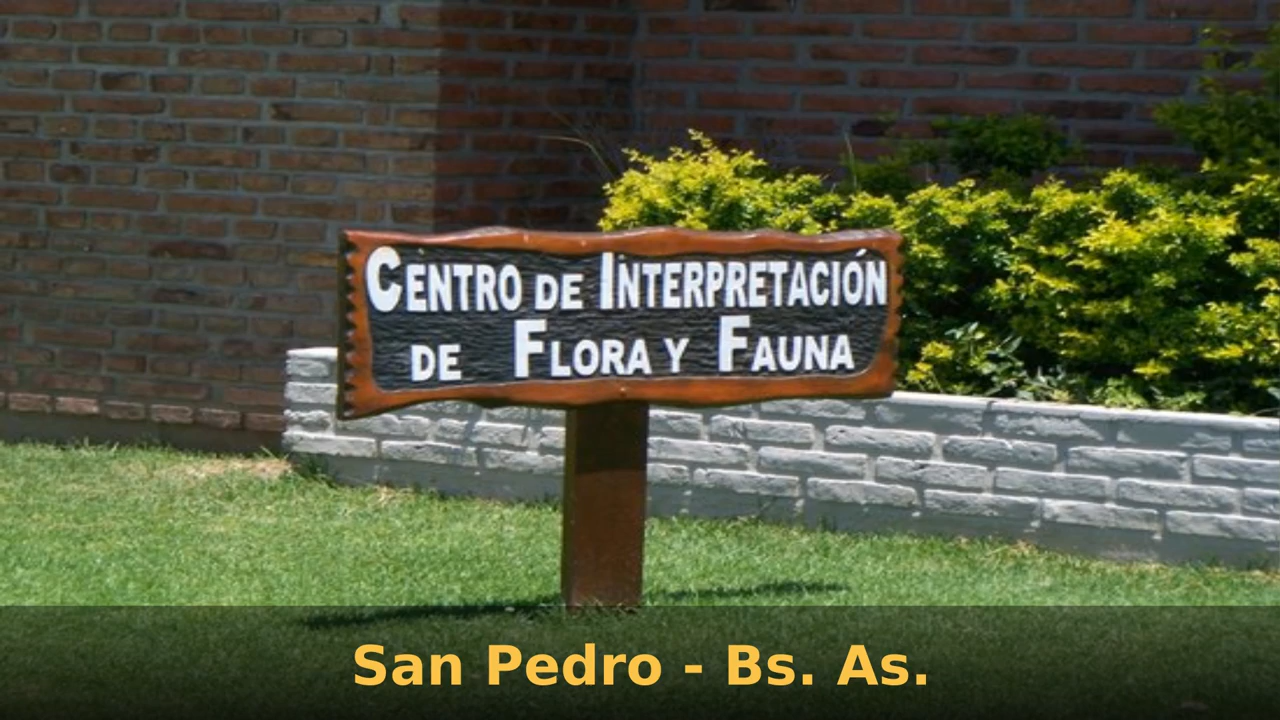 CENTRO DE INTERPRETACIÓN
DE FLORA Y FAUNA
San Pedro - Bs. As.